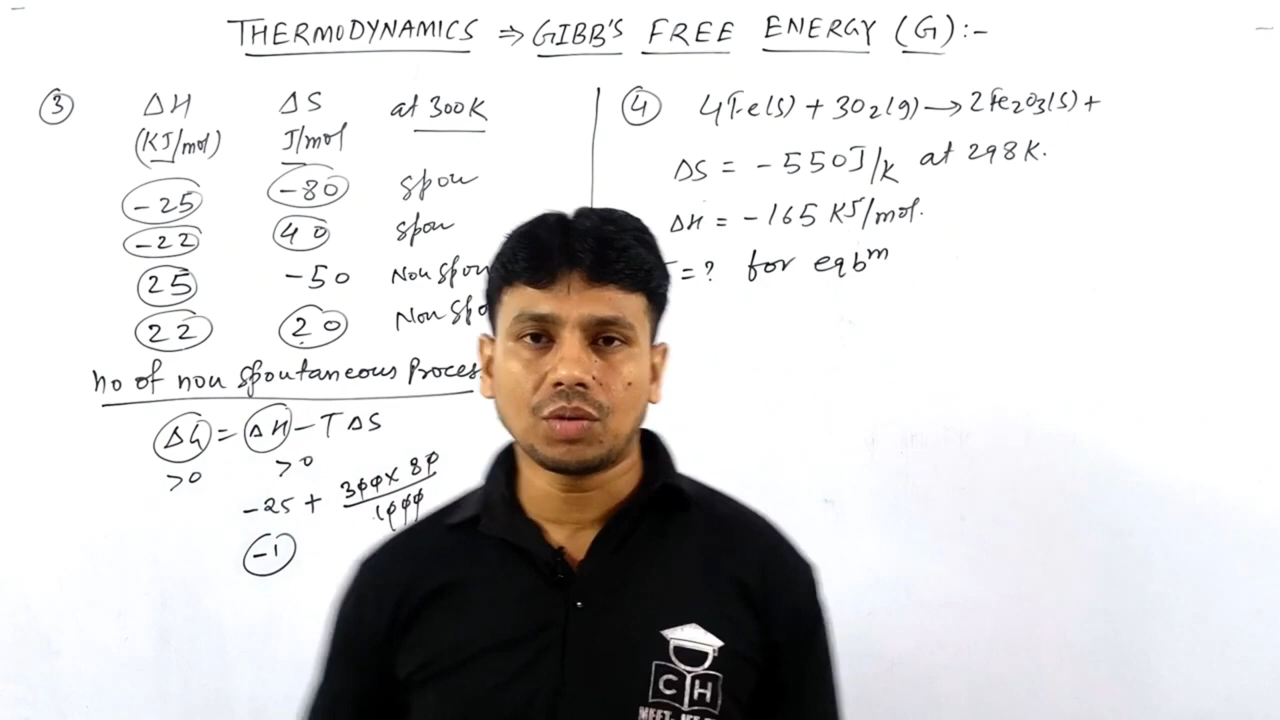 THERMODYNAMICS ⇒ GIBB'S FREE ENERGY (G):-
③ ΔH ΔS at 300K
(KJ/mol) J/mol
-25 -80 spon
-22 40 spon
25 -50 Non spon
22 20 Non spo
no of non spontaneous Proces
ΔG = ΔH - TΔS
>0 >0
-25 + 300 x 80
1000
-1
④ 4Fe(s) + 3O2(g) → 2Fe2O3(s) +
ΔS = -550J/K at 298K.
ΔH = -165 KJ/mol.
= ? for eqbm
CH